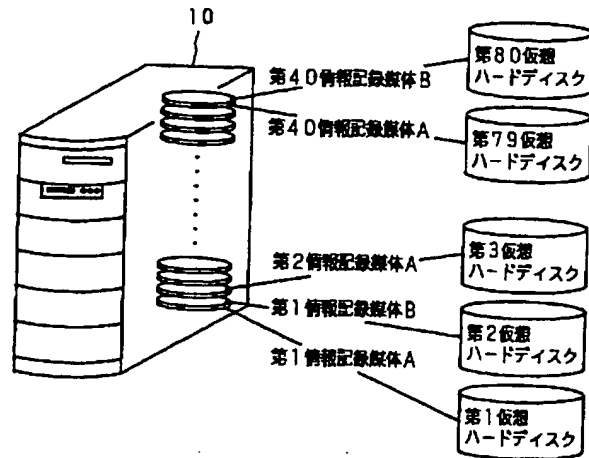 10
第80仮想
ハードディスク
第40情報記録媒体B
第40情報記録媒体A
第79仮想
ハードディスク
第3仮想
ハードディスク
第2情報記録媒体A
第1情報記録媒体B
第2仮想
ハードディスク
第1情報記録媒体A
第1仮想
ハードディスク